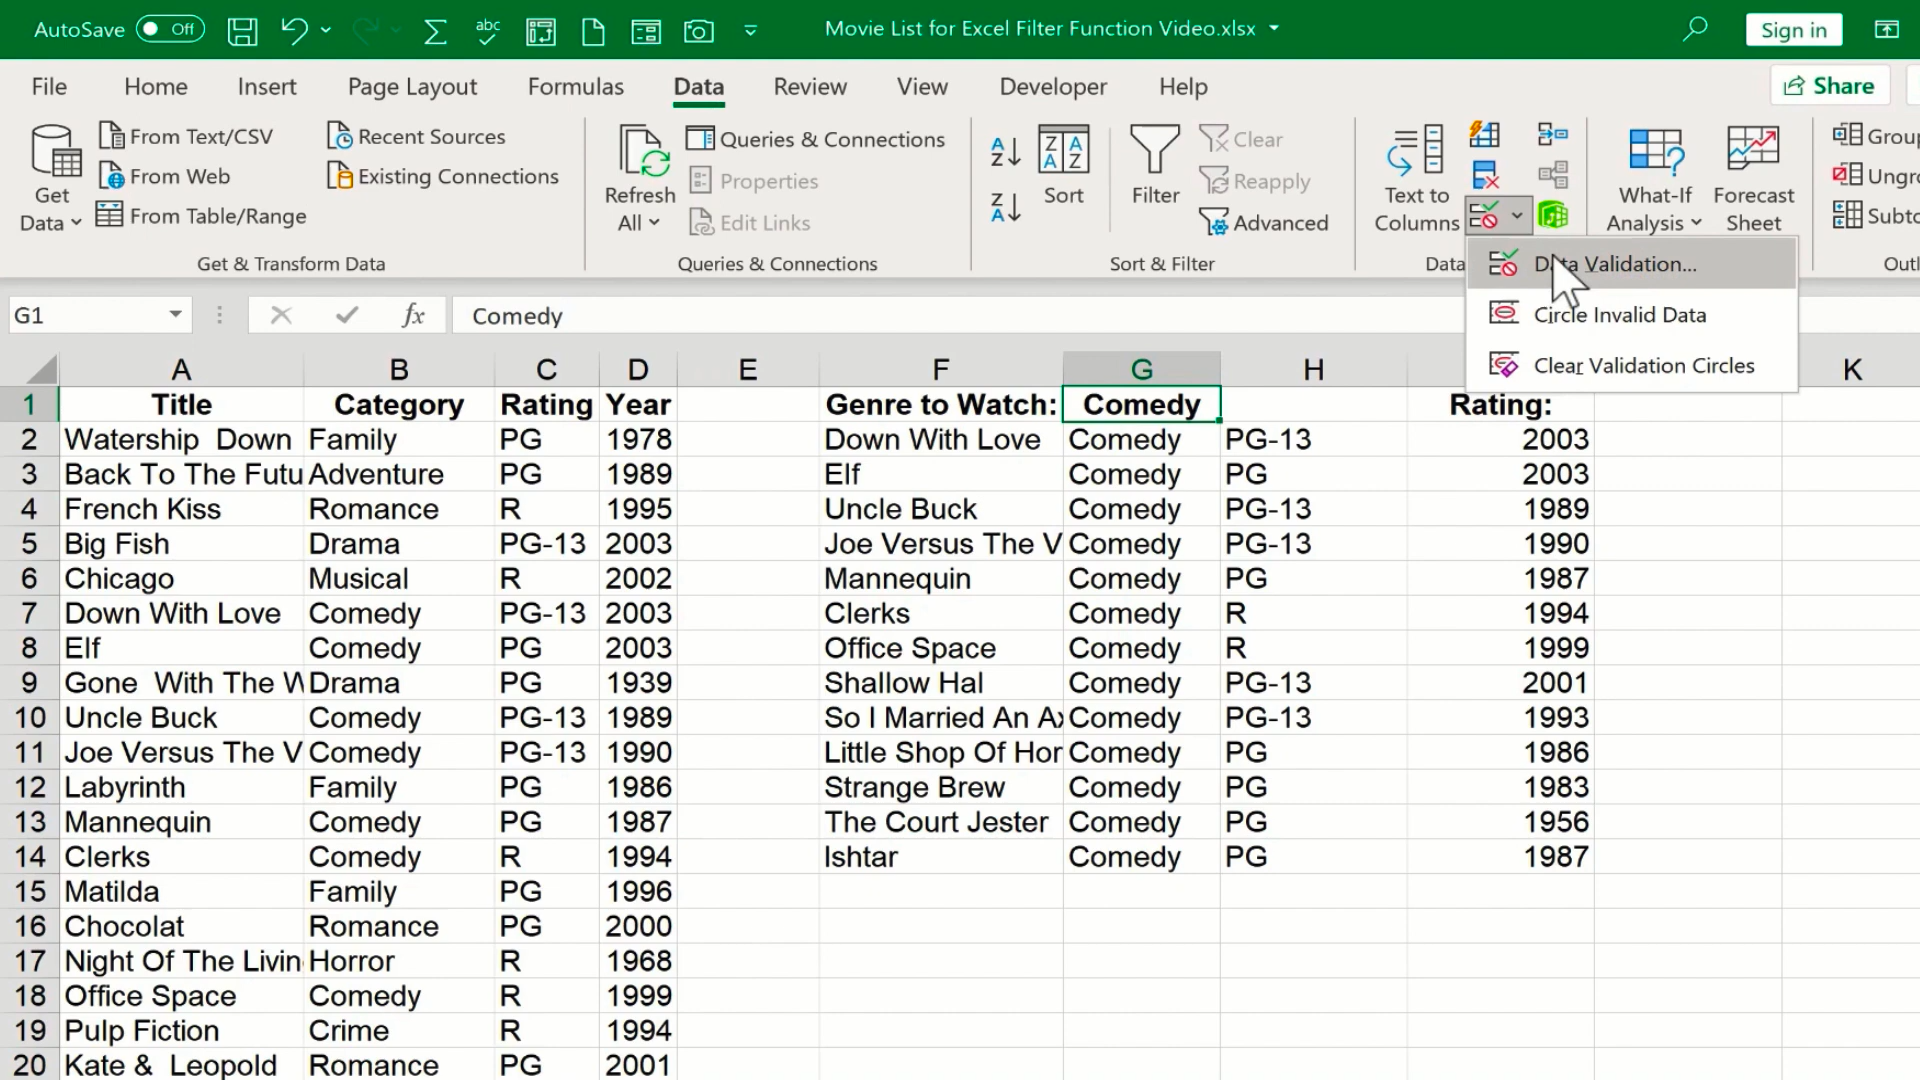 AutoSave Off abc Movie List for Excel Filter Function Video.xlsx Sign in
File Home Insert Page Layout Formulas Data Review View Developer Help Share
From Text/CSV Recent Sources Queries & Connections Clear Group
Get Data From Web Existing Connections Refresh All Properties Sort Filter Reapply Text to Columns What-If Analysis Forecast Sheet
From Table/Range Edit Links Advanced
Get & Transform Data Queries & Connections Sort & Filter Data
Data Validation...
Circle Invalid Data
Clear Validation Circles
G1 fx Comedy
A B C D E F G H K
1 Title Category Rating Year Genre to Watch: Comedy Rating:
2 Watership Down Family PG 1978 Down With Love Comedy PG-13 2003
3 Back To The Futu Adventure PG 1989 Elf Comedy PG 2003
4 French Kiss Romance R 1995 Uncle Buck Comedy PG-13 1989
5 Big Fish Drama PG-13 2003 Joe Versus The V Comedy PG-13 1990
6 Chicago Musical R 2002 Mannequin Comedy PG 1987
7 Down With Love Comedy PG-13 2003 Clerks Comedy R 1994
8 Elf Comedy PG 2003 Office Space Comedy R 1999
9 Gone With The W Drama PG 1939 Shallow Hal Comedy PG-13 2001
10 Uncle Buck Comedy PG-13 1989 So I Married An Ax Comedy PG-13 1993
11 Joe Versus The V Comedy PG-13 1990 Little Shop Of Hor Comedy PG 1986
12 Labyrinth Family PG 1986 Strange Brew Comedy PG 1983
13 Mannequin Comedy PG 1987 The Court Jester Comedy PG 1956
14 Clerks Comedy R 1994 Ishtar Comedy PG 1987
15 Matilda Family PG 1996
16 Chocolat Romance PG 2000
17 Night Of The Livin Horror R 1968
18 Office Space Comedy R 1999
19 Pulp Fiction Crime R 1994
20 Kate & Leopold Romance PG 2001